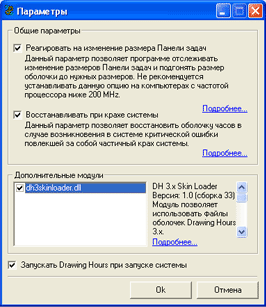 Параметры
Общие параметры
Реагировать на изменение размера Панели задач
Данный параметр позволяет программе отслеживать
изменение размеров Панели задач и подгонять размер
оболочки до нужных размеров. Не рекомендуется
устанавливать данную опцию на компьютерах с частотой
процессора ниже 200 MHz.
Подробнее...
Восстанавливать при крахе системы
Данный параметр позволяет восстановить оболочку часов в
случае возникновения в системе критической ошибки
повлекшей за собой частичный крах системы.
Подробнее...
Дополнительные модули
dh3skinloader.dll
DH 3.x Skin Loader
Версия: 1.0 (сборка 33)
Модуль позволяет
использовать файлы
оболочек Drawing Hours
3.x.
Подробнее...
Запускать Drawing Hours при запуске системы
Ok
Отмена